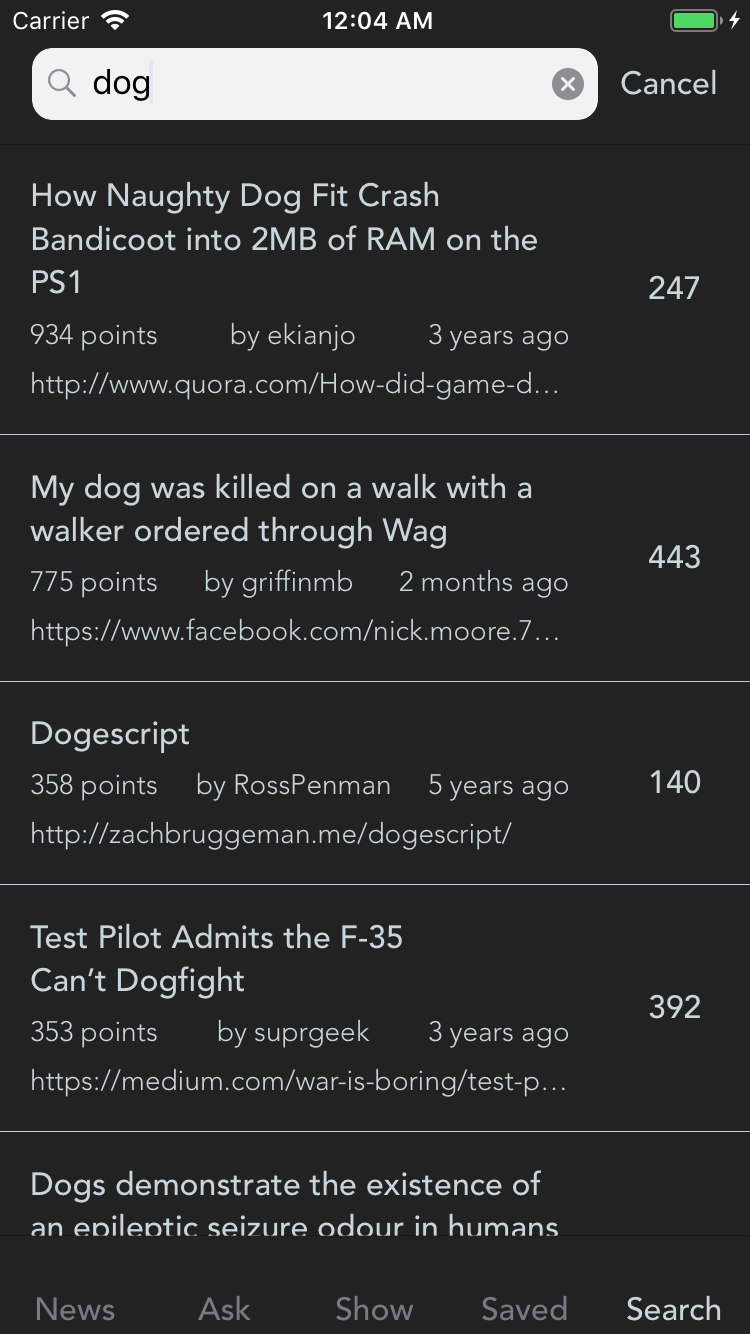 Carrier 12:04 AM
dog Cancel
How Naughty Dog Fit Crash
Bandicoot into 2MB of RAM on the
PS1
247
934 points by ekianjo 3 years ago
http://www.quora.com/How-did-game-d…
My dog was killed on a walk with a
walker ordered through Wag
443
775 points by griffinmb 2 months ago
https://www.facebook.com/nick.moore.7…
Dogescript
140
358 points by RossPenman 5 years ago
http://zachbruggeman.me/dogescript/
Test Pilot Admits the F-35
Can’t Dogfight
392
353 points by suprgeek 3 years ago
https://medium.com/war-is-boring/test-p…
Dogs demonstrate the existence of
an epileptic seizure odour in humans
News Ask Show Saved Search